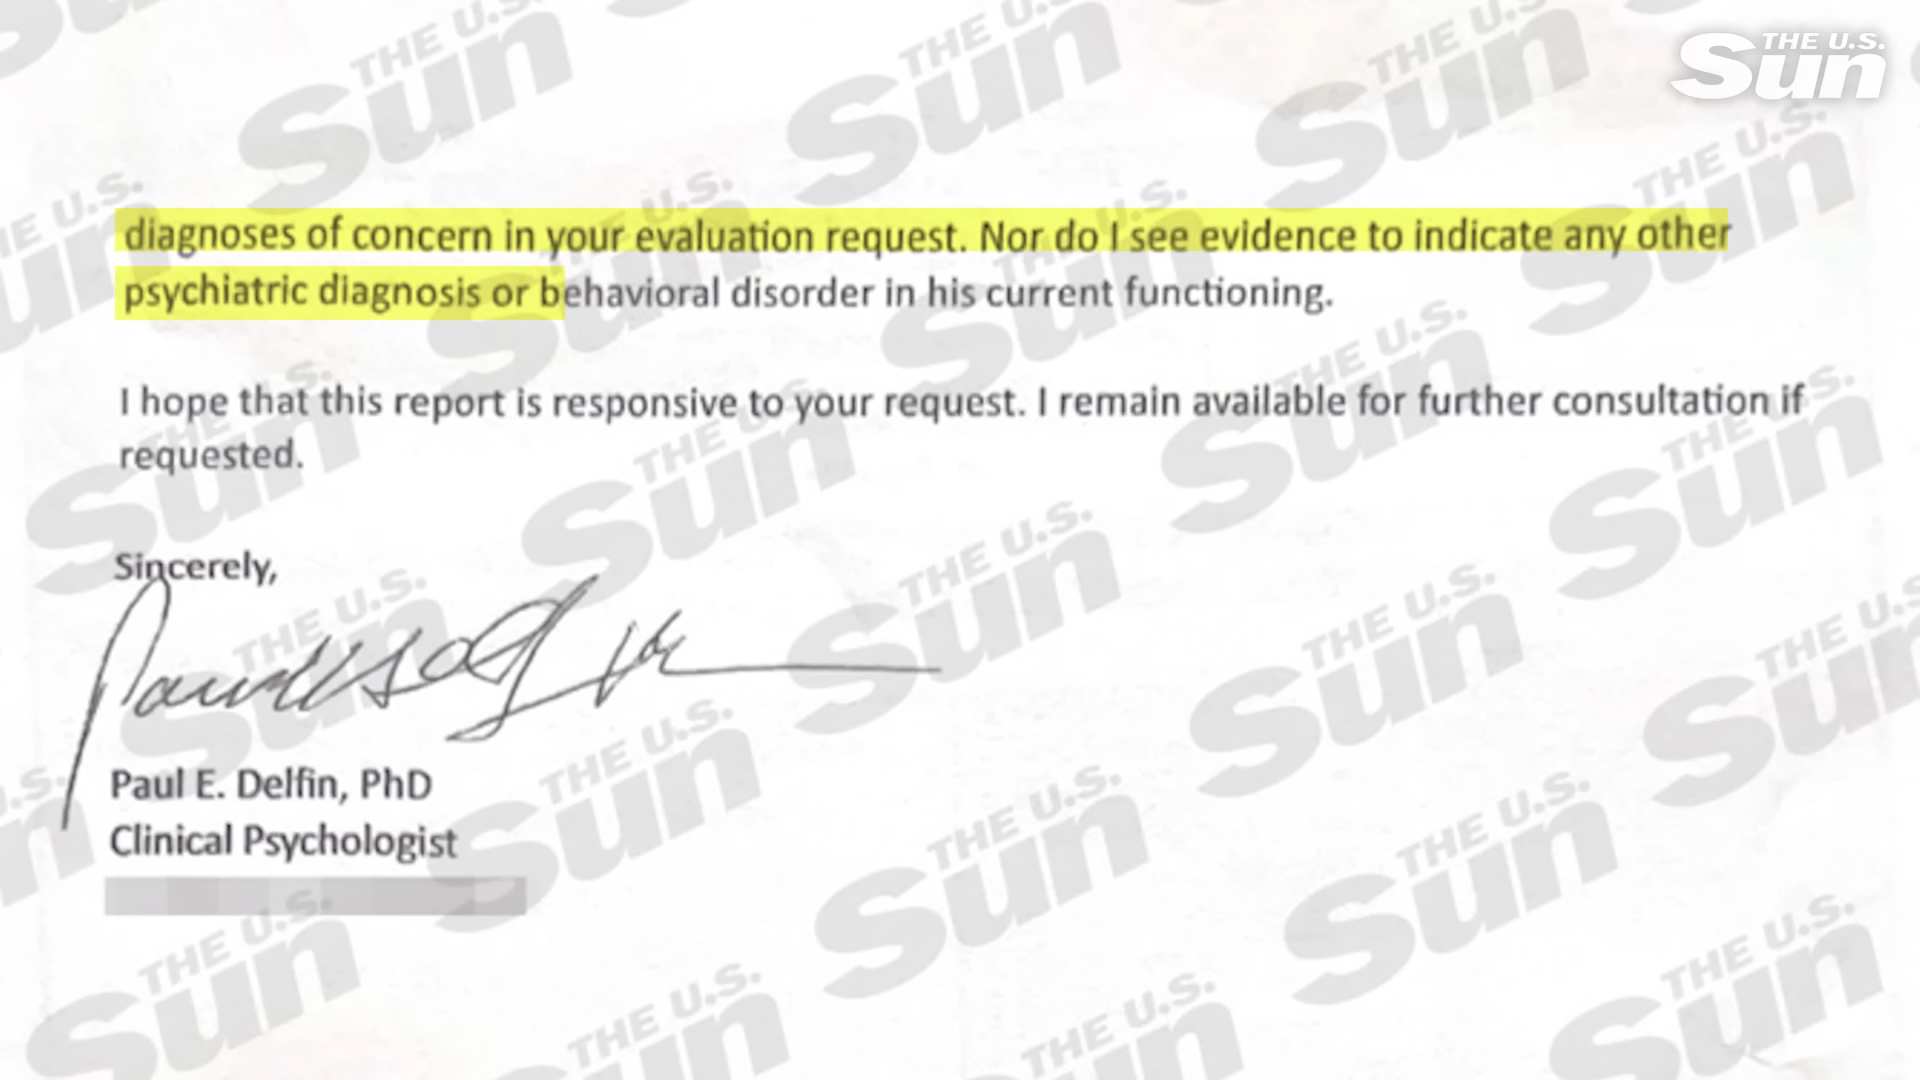 THE U.S.
Sun
diagnoses of concern in your evaluation request. Nor do I see evidence to indicate any other
psychiatric diagnosis or behavioral disorder in his current functioning.
I hope that this report is responsive to your request. I remain available for further consultation if
requested.
Sincerely,
Paul E. Delfin, PhD
Clinical Psychologist